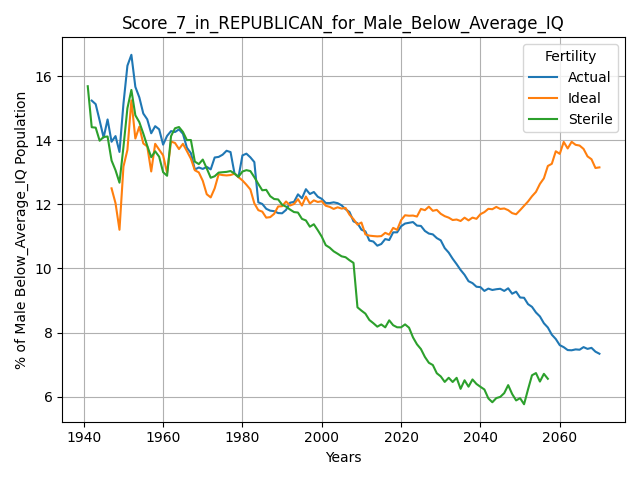 Score_7_in_REPUBLICAN_for_Male_Below_Average_IQ
% of Male Below_Average_IQ Population
16
14
12
10
8
6
Fertility
Actual
Ideal
Sterile
1940 1960 1980 2000 2020 2040 2060
Years